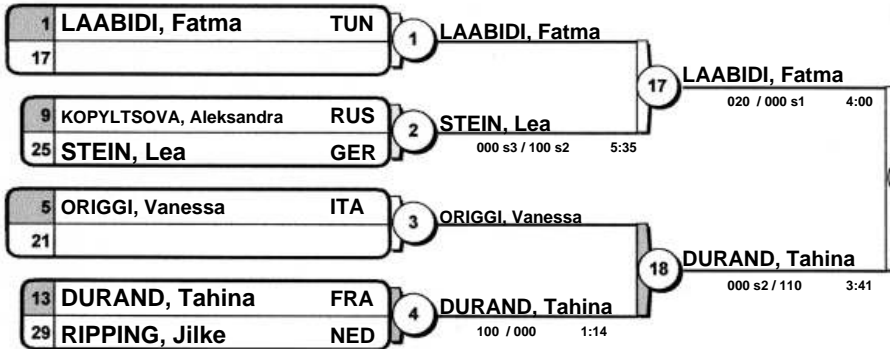 1 LAABIDI, Fatma TUN
17
1 LAABIDI, Fatma
9 KOPYLTSOVA, Aleksandra RUS
25 STEIN, Lea GER
2 STEIN, Lea
000 s3 / 100 s2 5:35
17 LAABIDI, Fatma
020 / 000 s1 4:00
5 ORIGGI, Vanessa ITA
21
3 ORIGGI, Vanessa
13 DURAND, Tahina FRA
29 RIPPING, Jilke NED
4 DURAND, Tahina
100 / 000 1:14
18 DURAND, Tahina
000 s2 / 110 3:41